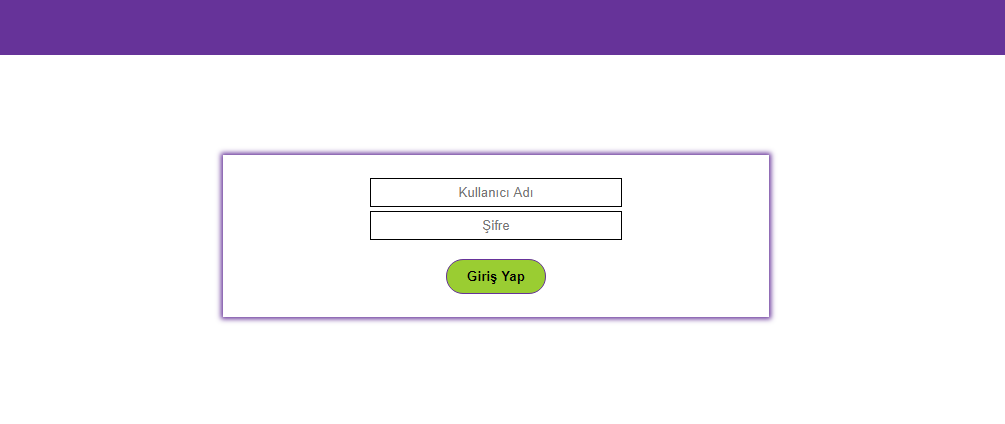 Kullanıcı Adı
Şifre
Giriş Yap